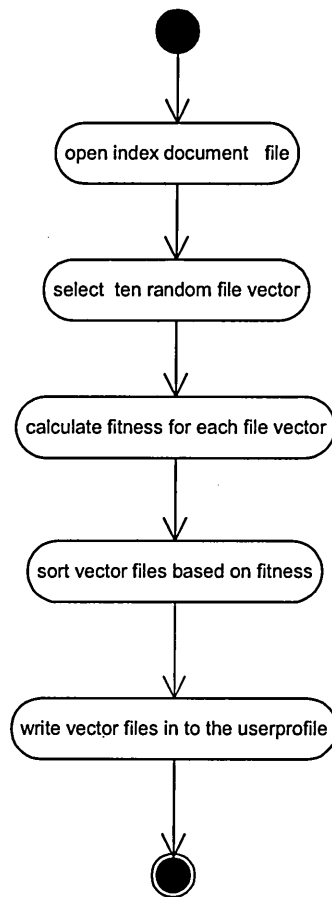 open index document file
select ten random file vector
calculate fitness for each file vector
sort vector files based on fitness
write vector files in to the userprofile